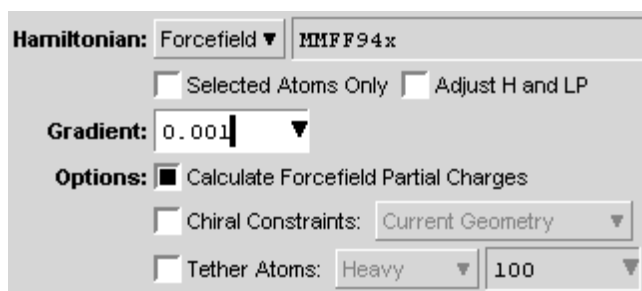 Hamiltonian: Forcefield MMFF94x
Selected Atoms Only Adjust H and LP
Gradient: 0.001
Options: Calculate Forcefield Partial Charges
Chiral Constraints: Current Geometry
Tether Atoms: Heavy 100